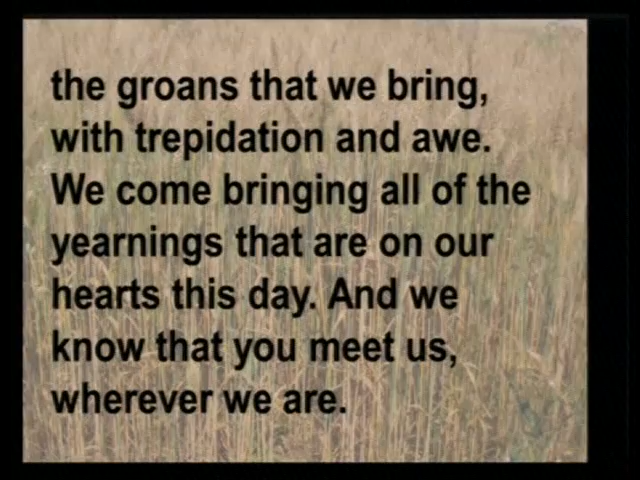 the groans that we bring,
with trepidation and awe.
We come bringing all of the
yearnings that are on our
hearts this day. And we
know that you meet us,
wherever we are.